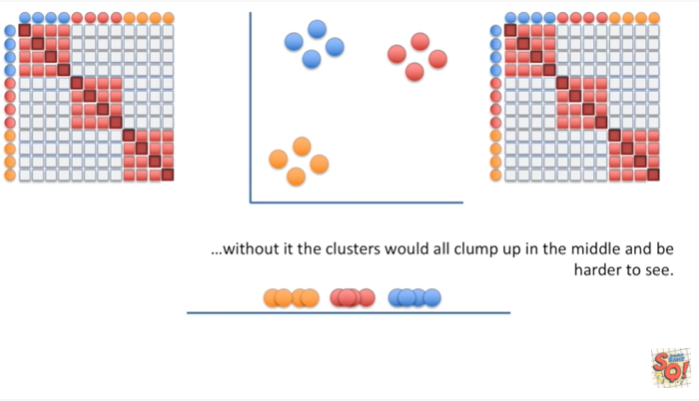 ...without it the clusters would all clump up in the middle and be
harder to see.